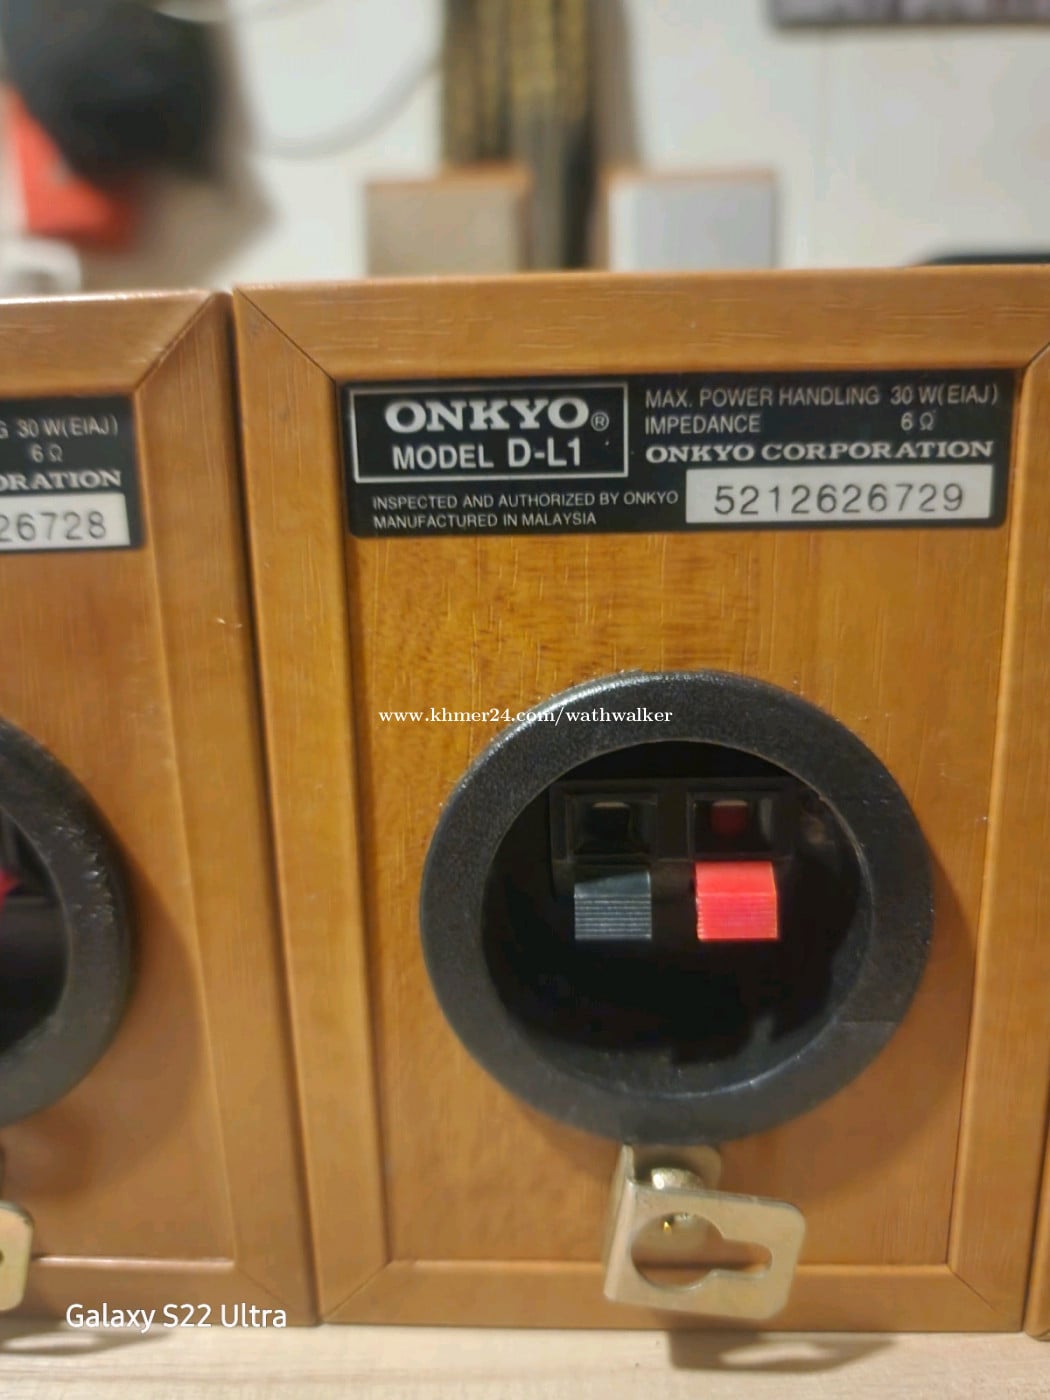 G 30 W(EIAJ)
6 Ω
ORATION
26728
ONKYO®
MODEL D-L1
MAX. POWER HANDLING 30 W(EIAJ)
IMPEDANCE 6 Ω
ONKYO CORPORATION
INSPECTED AND AUTHORIZED BY ONKYO
MANUFACTURED IN MALAYSIA
5212626729
www.khmer24.com/wathwalker
Galaxy S22 Ultra